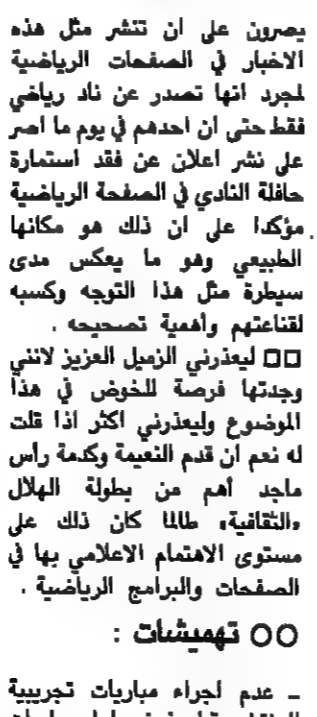 يصرون على ان تنشر مثل هذه
الاخبار في الصفحات الرياضية
لمجرد انها تصدر عن ناد رياضي
فقط حتى أن احدهم في يوم ما اصر
على نشر اعلان عن فقد استمارة
حافلة النادي في الصفحة الرياضية
مؤكدا على ان ذلك هو مكانها
الطبيعي وهو ما يعكس مدى
سيطرة مثل هذا التوجه وكسبه
لقناعتهم وأهمية تصحيحه .
□□ ليعذرني الزميل العزيز لانني
وجدتها فرصة للخوض في هذا
الموضوع وليعذرني اكثر اذا قلت
له نعم ان قدم النعيمة وكدمة رأس
ماجد أهم من بطولة الهلال
«الثقافية» طالما كان ذلك على
مستوى الاهتمام الاعلامي بها في
الصفحات والبرامج الرياضية .
○○ تهميشات :
ــ عدم اجراء مباريات تجريبية